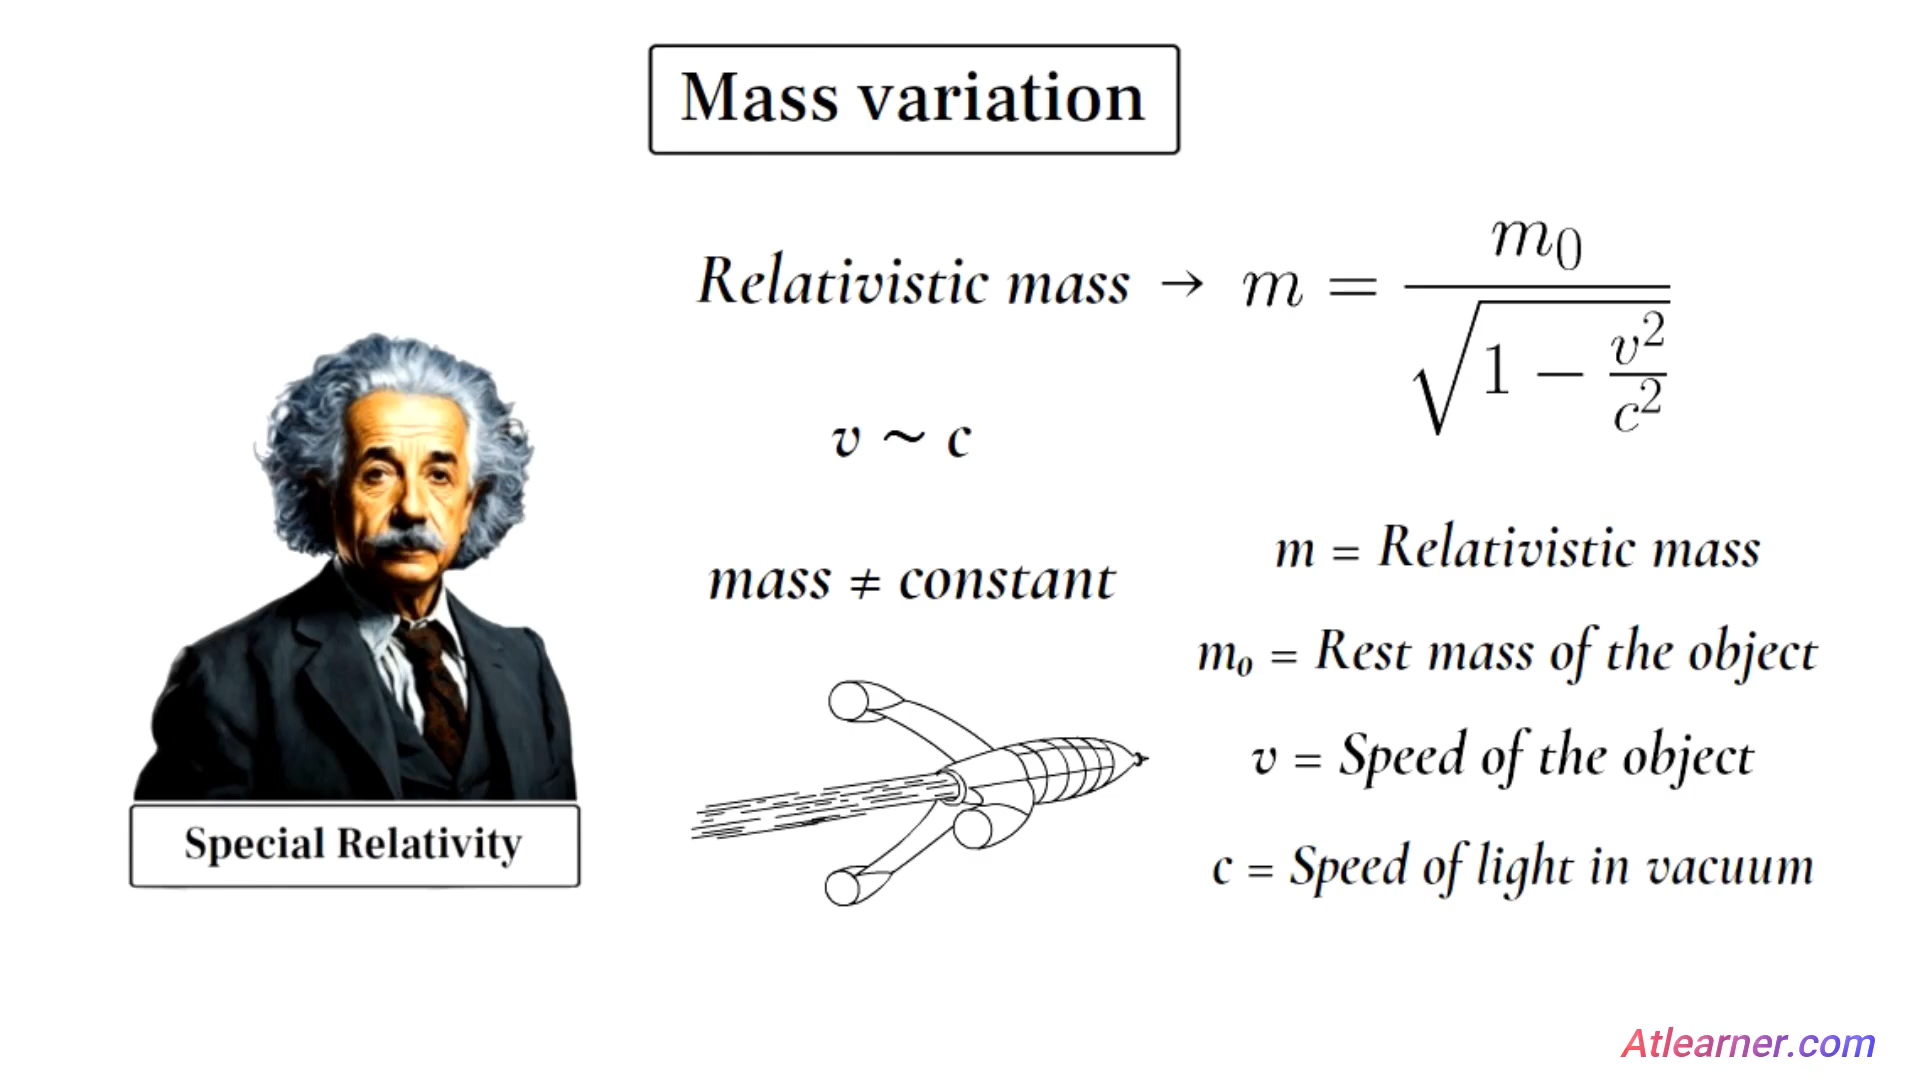 Mass variation
Relativistic mass → m = m₀ / √(1 − v²/c²)
v ~ c
mass ≠ constant
m = Relativistic mass
m₀ = Rest mass of the object
v = Speed of the object
c = Speed of light in vacuum
Special Relativity
Atlearner.com